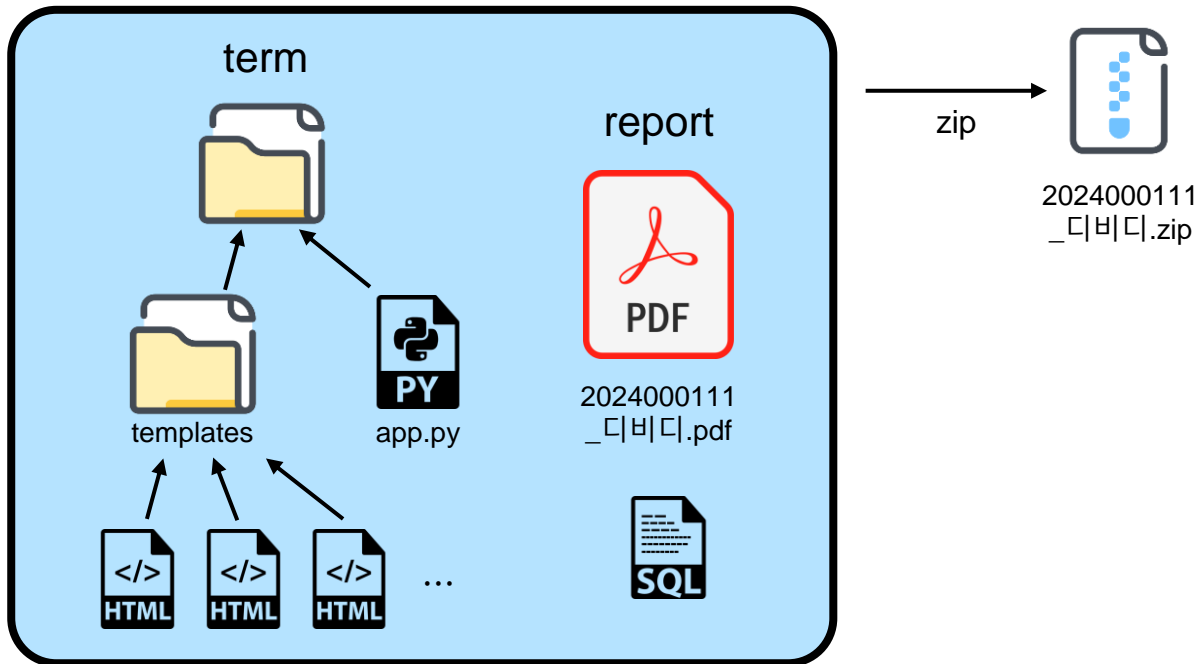 term
report
zip
2024000111
_디비디.zip
PDF
PY
2024000111
_디비디.pdf
templates
app.py
</>
HTML
</>
HTML
</>
HTML
...
SQL